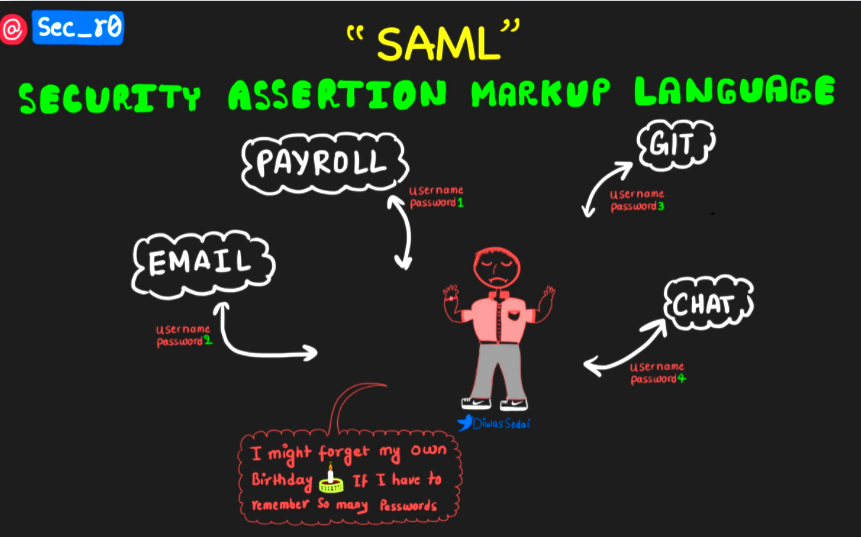 @ Sec_r0
“ SAML”
SECURITY ASSERTION MARKUP LANGUAGE
PAYROLL
username
password1
GIT
username
password3
EMAIL
username
password2
CHAT
username
password4
DiwasSedai
I might forget my own
Birthday If I have to
remember So many Passwords